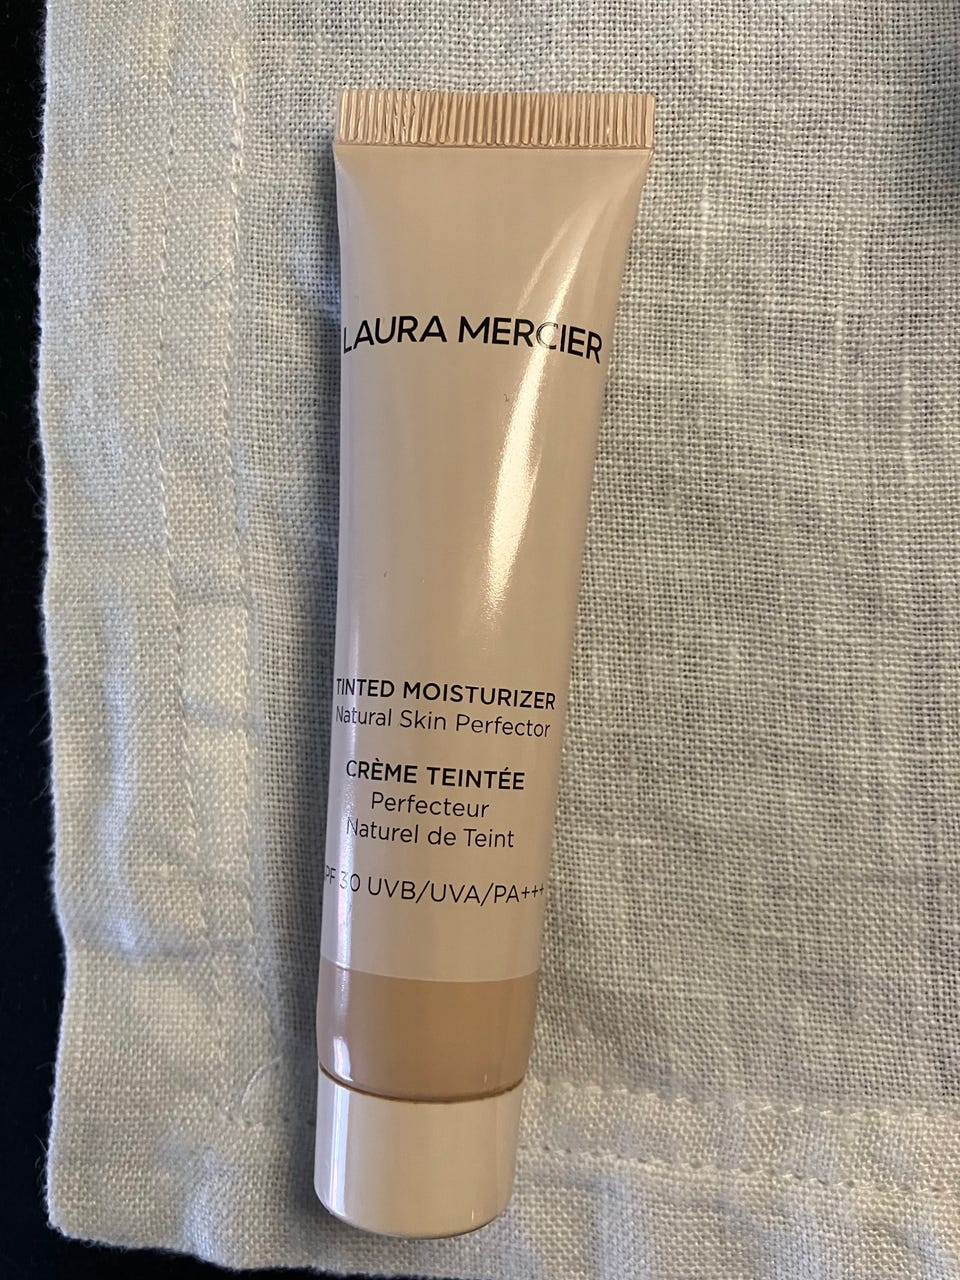 LAURA MERCIER
TINTED MOISTURIZER
Natural Skin Perfector
CRÈME TEINTÉE
Perfecteur
Naturel de Teint
PF 30 UVB/UVA/PA+++